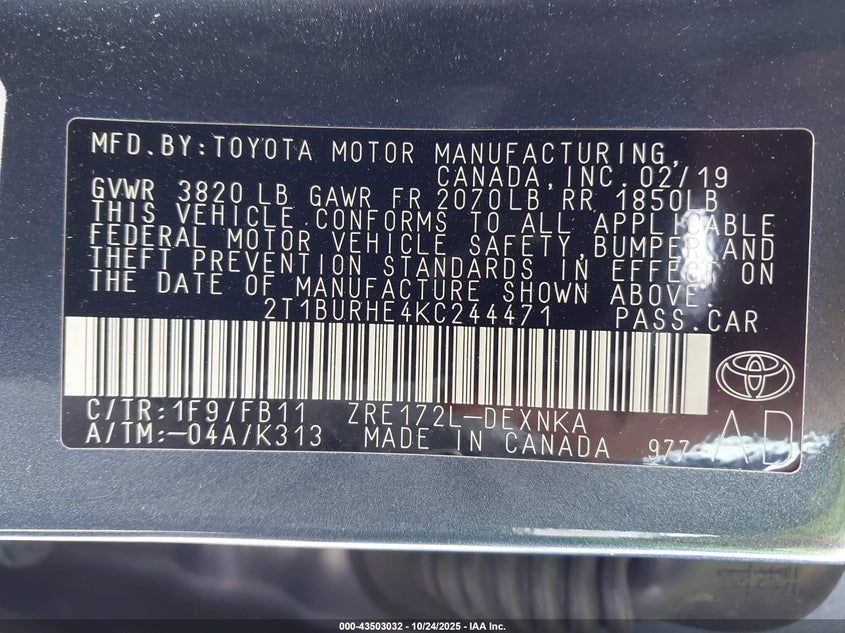 MFD.BY:TOYOTA MOTOR MANUFACTURING,
CANADA,INC.02/19
GVWR 3820 LB GAWR FR 2070LB RR 1850LB
THIS VEHICLE CONFORMS TO ALL APPLICABLE
FEDERAL MOTOR VEHICLE SAFETY,BUMPER,AND
THEFT PREVENTION STANDARDS IN EFFECT ON
THE DATE OF MANUFACTURE SHOWN ABOVE.
2T1BURHE4KC244471 PASS.CAR
C/TR:1F9/FB11 ZRE172L-DEXNKA
A/TM:-04A/K313 MADE IN CANADA 977 AD
000-43503032 - 10/24/2025 - IAA Inc.